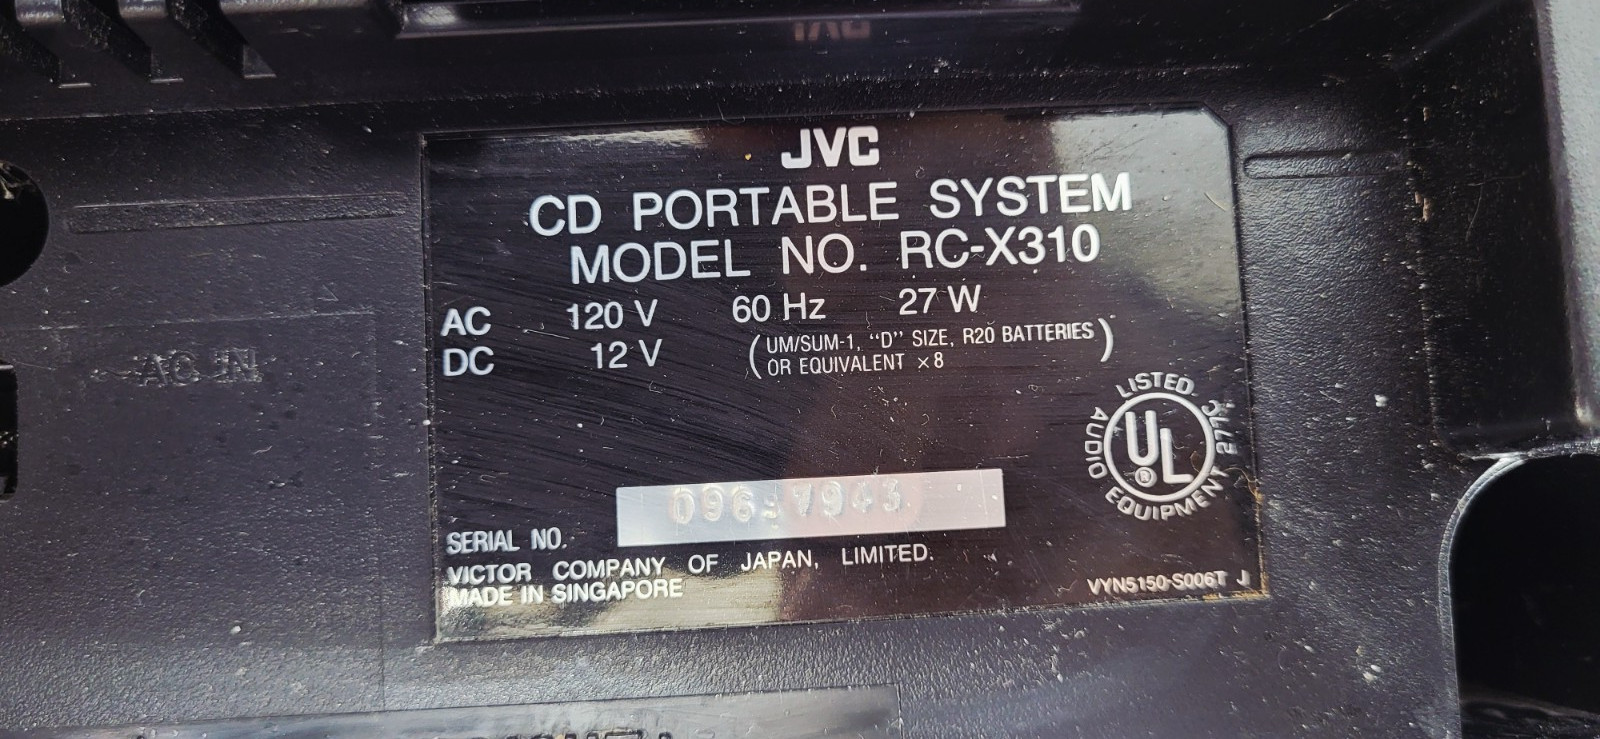 JVC
CD PORTABLE SYSTEM
MODEL NO. RC-X310
AC 120 V 60 Hz 27 W
DC 12 V (UM/SUM-1, “D” SIZE, R20 BATTERIES)
OR EQUIVALENT ×8
LISTED
UL
®
AUDIO EQUIPMENT
~ AC IN
SERIAL NO.
VICTOR COMPANY OF JAPAN, LIMITED.
MADE IN SINGAPORE
VYN5150-S006T J